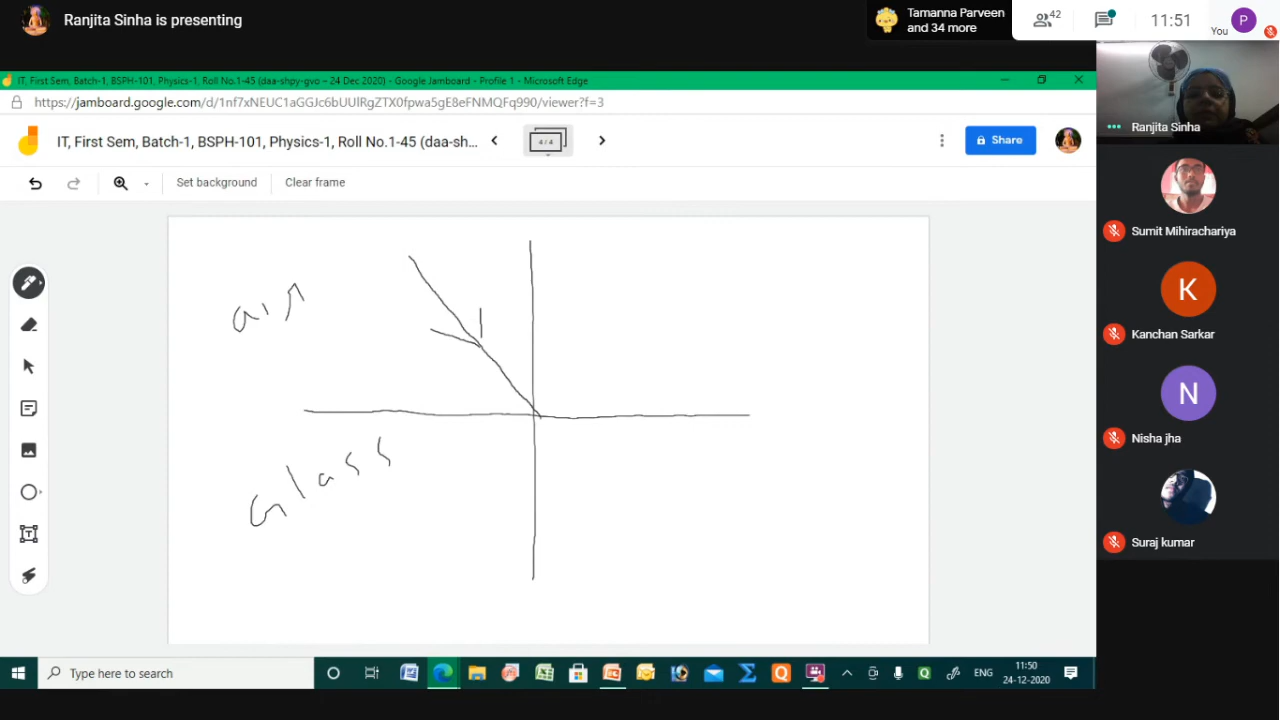 Ranjita Sinha is presenting
Tamanna Parveen
and 34 more
42
11:51
You
P
IT, First Sem, Batch-1, BSPH-101, Physics-1, Roll No.1-45 (daa-shpy-gvo – 24 Dec 2020) - Google Jamboard - Profile 1 - Microsoft Edge
https://jamboard.google.com/d/1nf7xNEUC1aGGJc6bUUlRgZTX0fpwa5gE8eFNMQFq990/viewer?f=3
IT, First Sem, Batch-1, BSPH-101, Physics-1, Roll No.1-45 (daa-sh...
4 / 4
Share
Set background
Clear frame
air
Glass
Ranjita Sinha
Sumit Mihirachariya
K
Kanchan Sarkar
N
Nisha jha
Suraj kumar
Type here to search
ENG
11:50
24-12-2020